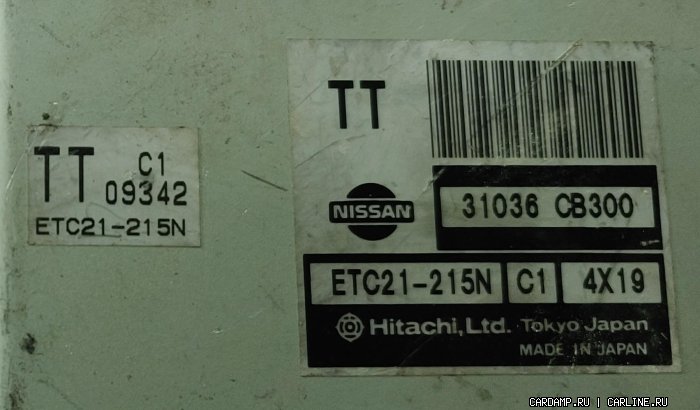 TT C1
09342
ETC21-215N
TT
NISSAN
31036 CB300
ETC21-215N C1 4X19
Hitachi, Ltd. Tokyo Japan
MADE IN JAPAN
CARDAMP.RU | CARLINE.RU